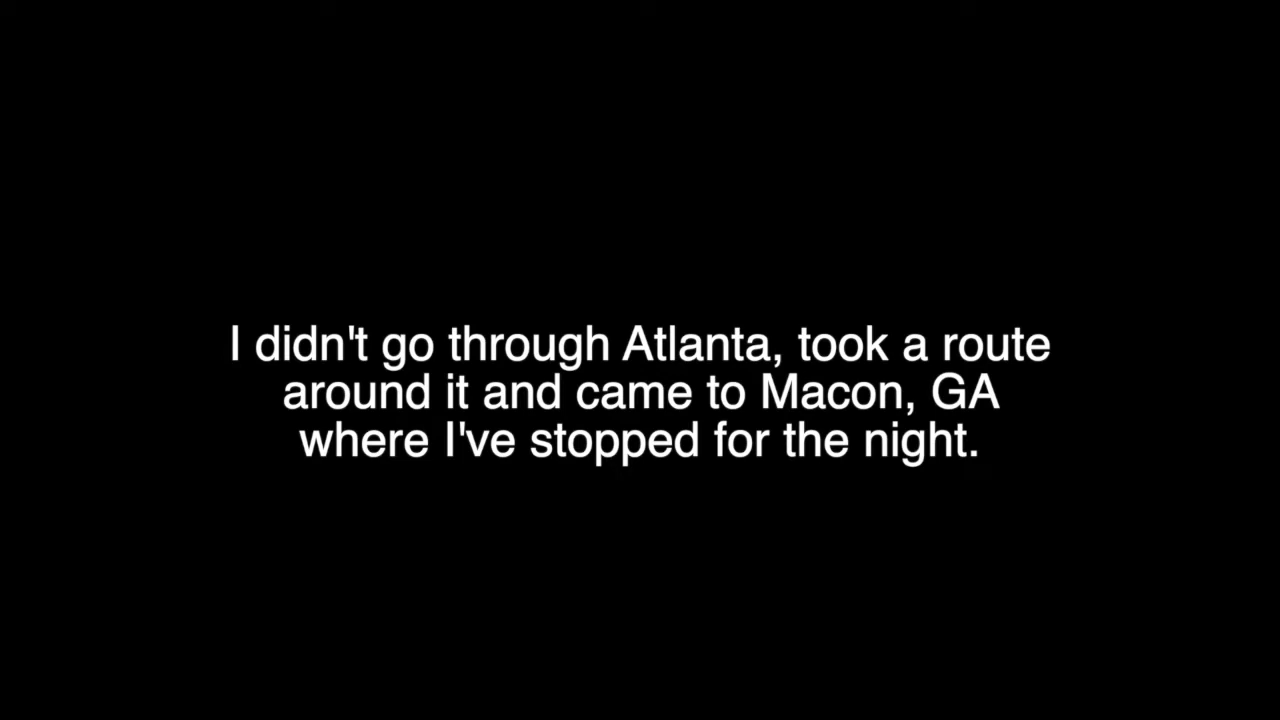 I didn't go through Atlanta, took a route
around it and came to Macon, GA
where I've stopped for the night.